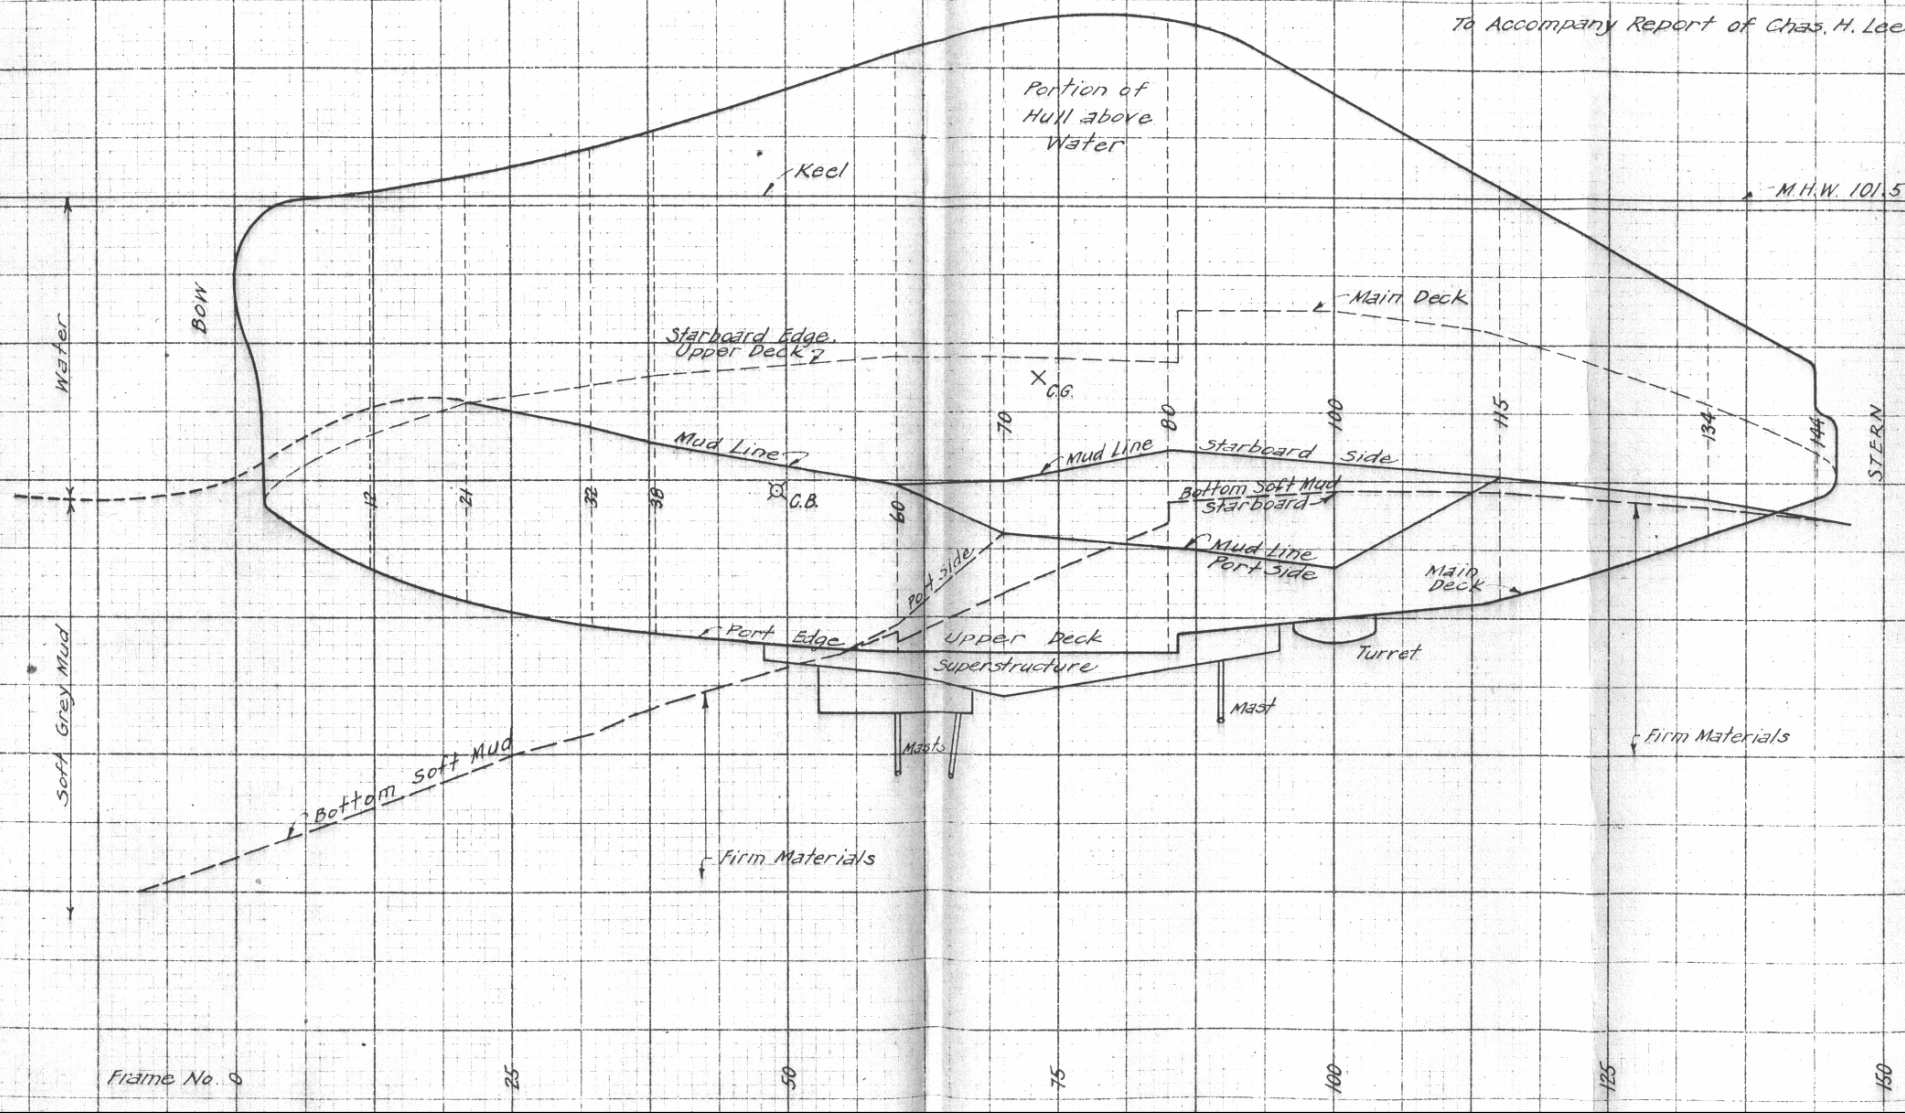 To Accompany Report of Chas. H. Lee
Portion of
Hull above
Water
Keel
M.H.W. 101.5
BOW
Water
Main Deck
Starboard Edge
Upper Deck
C.G.
Mud Line
Mud Line
Starboard Side
STERN
12
21
32
38
60
70
80
100
115
134
144
C.B.
Bottom Soft Mud
Starboard
Mud Line
Port Side
Port side
Main
Deck
Port Edge
Upper Deck
Superstructure
Turret
Mast
Masts
Soft Grey Mud
Bottom Soft Mud
Firm Materials
Firm Materials
Frame No. 0 25 50 75 100 125 150